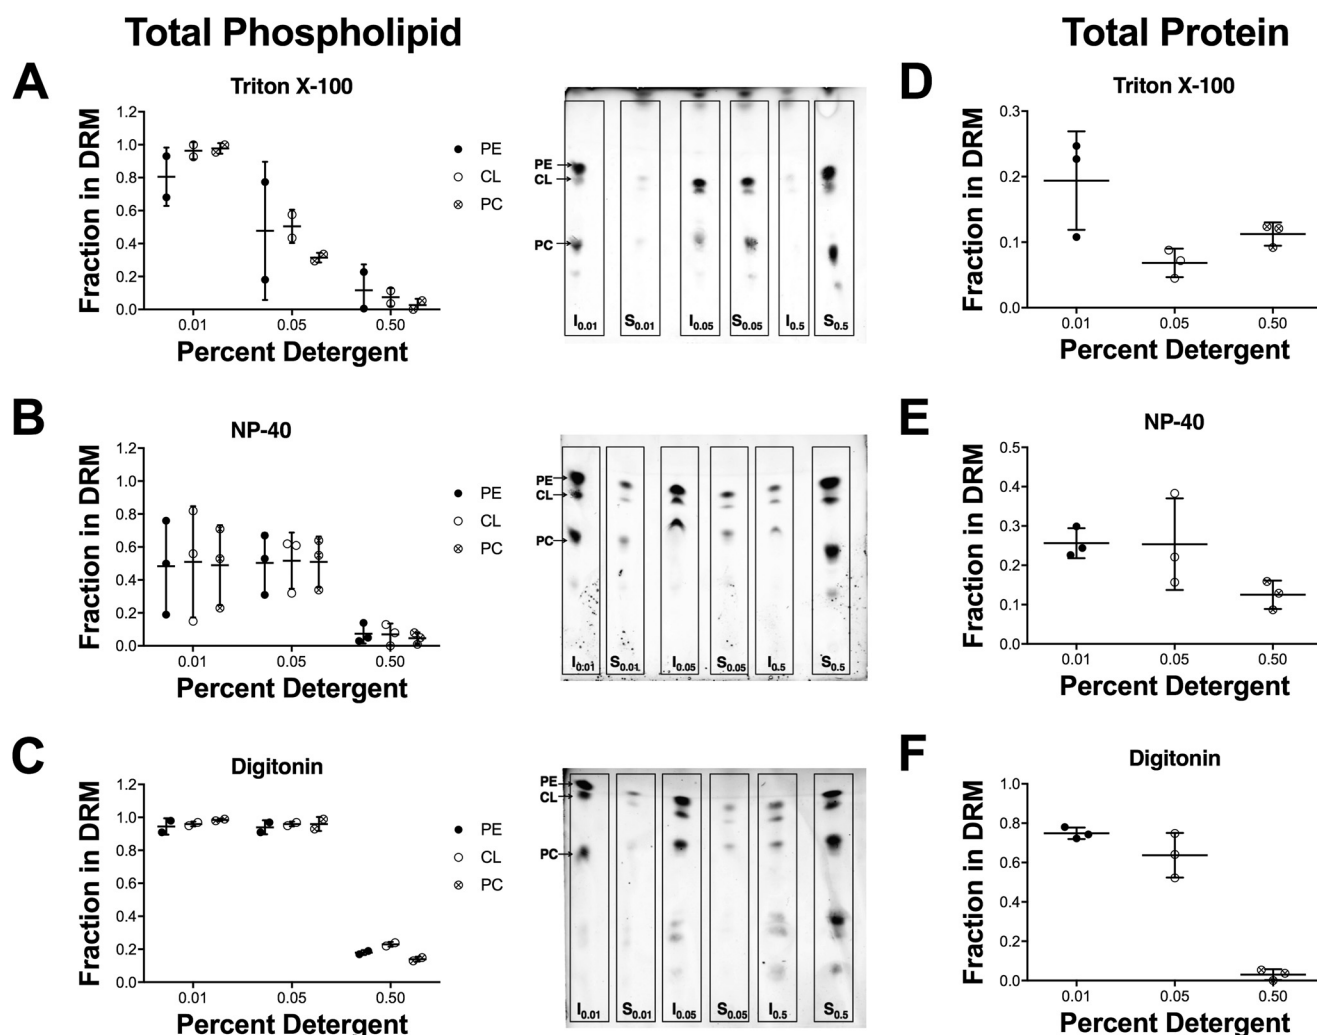 Total Phospholipid
Total Protein
A
Triton X-100
Fraction in DRM
1.2
1.0
0.8
0.6
0.4
0.2
0.0
0.01
0.05
0.50
Percent Detergent
PE
CL
PC
PE
CL
PC
I0.01
S0.01
I0.05
S0.05
I0.5
S0.5
D
Triton X-100
Fraction in DRM
0.3
0.2
0.1
0.0
0.01
0.05
0.50
Percent Detergent
B
NP-40
Fraction in DRM
1.2
1.0
0.8
0.6
0.4
0.2
0.0
0.01
0.05
0.50
Percent Detergent
PE
CL
PC
PE
CL
PC
I0.01
S0.01
I0.05
S0.05
I0.5
S0.5
E
NP-40
Fraction in DRM
0.5
0.4
0.3
0.2
0.1
0.0
0.01
0.05
0.50
Percent Detergent
C
Digitonin
Fraction in DRM
1.2
1.0
0.8
0.6
0.4
0.2
0.0
0.01
0.05
0.50
Percent Detergent
PE
CL
PC
PE
CL
PC
I0.01
S0.01
I0.05
S0.05
I0.5
S0.5
F
Digitonin
Fraction in DRM
1.0
0.8
0.6
0.4
0.2
0.0
0.01
0.05
0.50
Percent Detergent